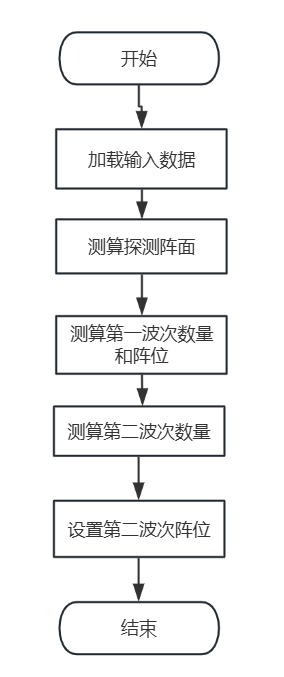 开始
加载输入数据
测算探测阵面
测算第一波次数量
和阵位
测算第二波次数量
设置第二波次阵位
结束